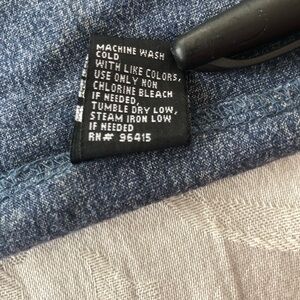 MACHINE WASH
COLD
WITH LIKE COLORS,
USE ONLY NON
CHLORINE BLEACH
IF NEEDED,
TUMBLE DRY LOW,
STEAM IRON LOW
IF NEEDED
RN# 96415